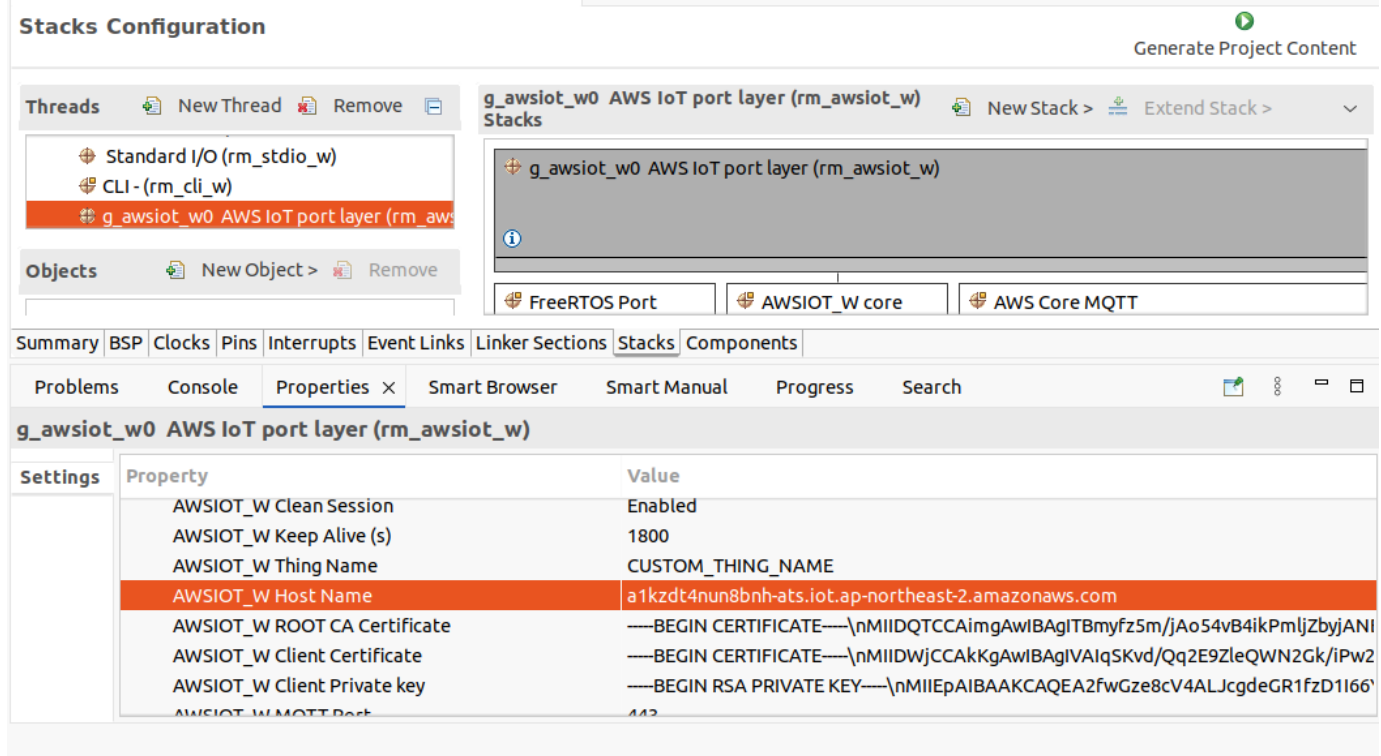 Stacks Configuration
Generate Project Content
Threads New Thread Remove
g_awsiot_w0 AWS IoT port layer (rm_awsiot_w) Stacks
New Stack > Extend Stack >
Standard I/O (rm_stdio_w)
CLI - (rm_cli_w)
g_awsiot_w0 AWS IoT port layer (rm_aws
g_awsiot_w0 AWS IoT port layer (rm_awsiot_w)
Objects New Object > Remove
FreeRTOS Port AWSIOT_W core AWS Core MQTT
Summary BSP Clocks Pins Interrupts Event Links Linker Sections Stacks Components
Problems Console Properties Smart Browser Smart Manual Progress Search
g_awsiot_w0 AWS IoT port layer (rm_awsiot_w)
Settings Property Value
AWSIOT_W Clean Session Enabled
AWSIOT_W Keep Alive (s) 1800
AWSIOT_W Thing Name CUSTOM_THING_NAME
AWSIOT_W Host Name a1kzdt4nun8bnh-ats.iot.ap-northeast-2.amazonaws.com
AWSIOT_W ROOT CA Certificate -----BEGIN CERTIFICATE-----\nMIIDQTCCAimgAwIBAgITBmyfz5m/jAo54vB4ikPmljZbyjANI
AWSIOT_W Client Certificate -----BEGIN CERTIFICATE-----\nMIIDWjCCAkKgAwIBAgIVAIqSKvd/Qq2E9ZleQWN2Gk/iPw2
AWSIOT_W Client Private key -----BEGIN RSA PRIVATE KEY-----\nMIIEpAIBAAKCAQEA2fwGze8cV4ALJcgdeGR1fzD1I66
AWSIOT_W MQTT Port 443